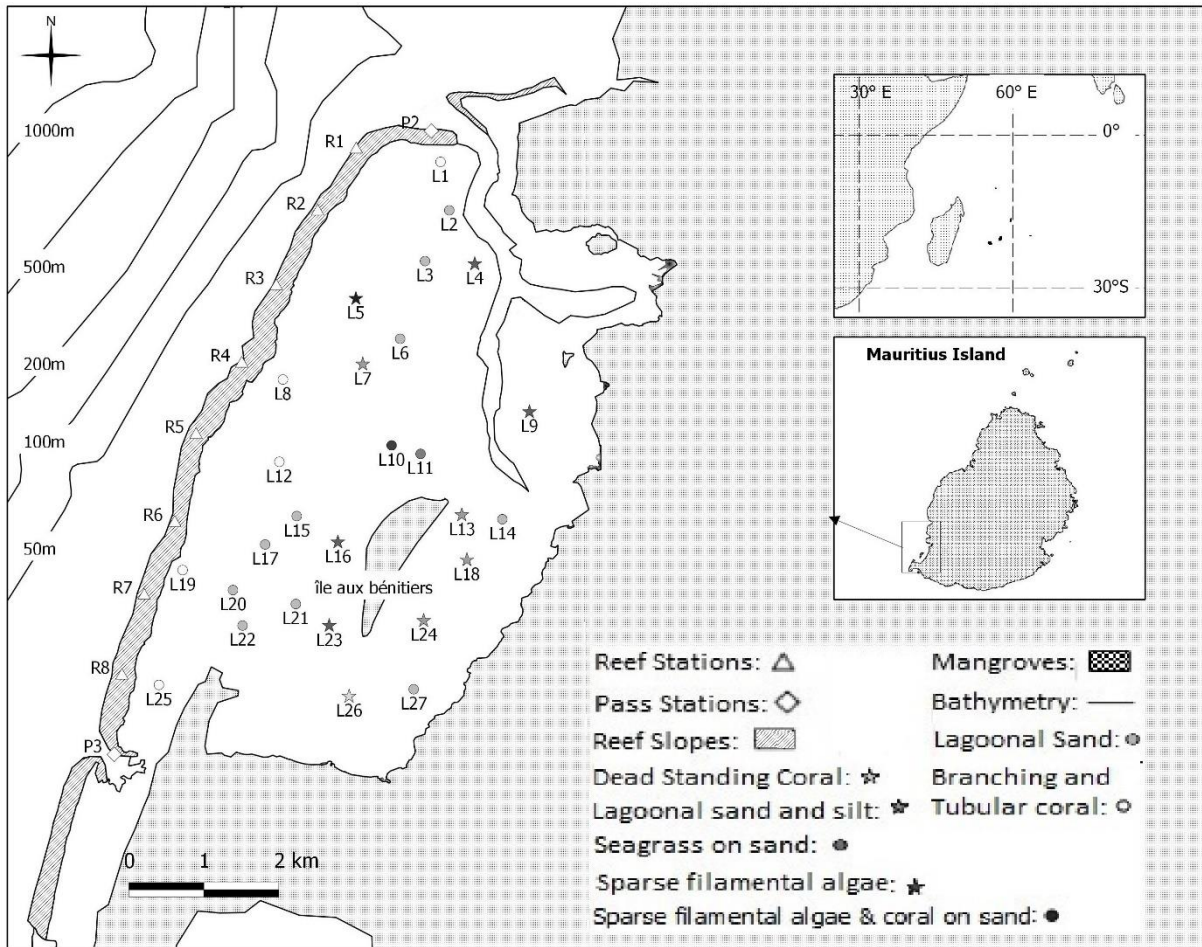 N
1000m
500m
200m
100m
50m
P2
R1
L1
R2
L2
R3
L3
L4
L5
R4
L6
L7
L8
R5
L9
L10
L11
L12
R6
L13
L14
L15
L16
L17
L18
R7
L19
île aux bénitiers
L20
L21
L22
L23
L24
R8
L25
L26
L27
P3
0 1 2 km
30° E 60° E
0°
30°S
Mauritius Island
Reef Stations:
Pass Stations:
Reef Slopes:
Dead Standing Coral:
Lagoonal sand and silt:
Seagrass on sand:
Sparse filamental algae:
Sparse filamental algae & coral on sand:
Mangroves:
Bathymetry:
Lagoonal Sand:
Branching and
Tubular coral: